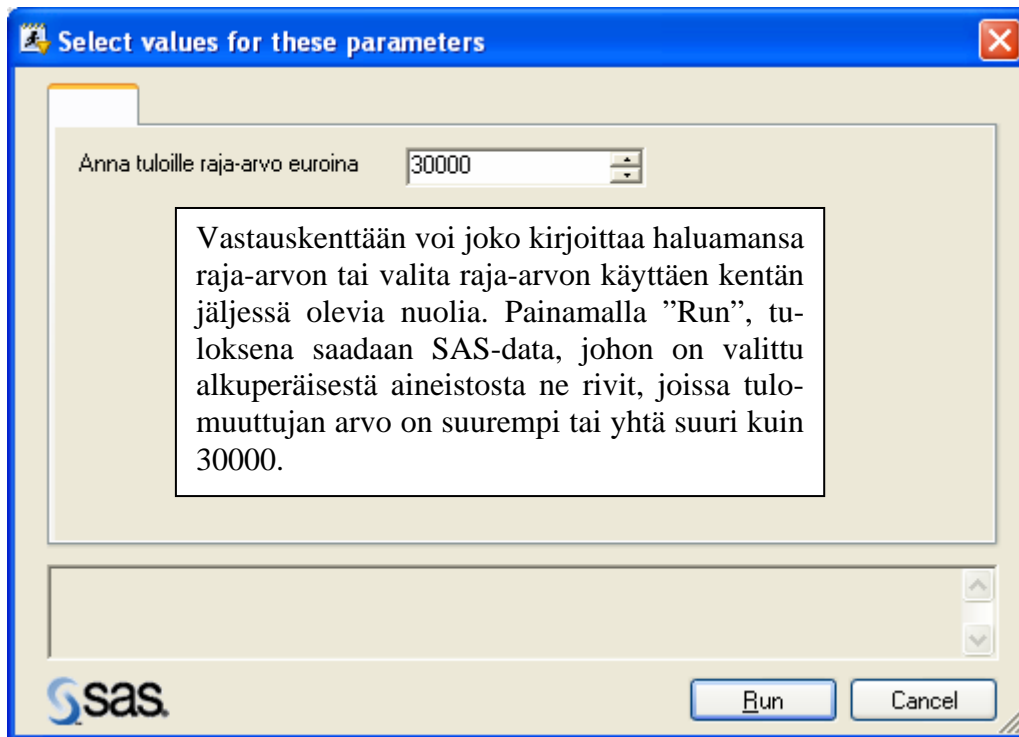 Select values for these parameters
Anna tuloille raja-arvo euroina 30000
Vastauskenttään voi joko kirjoittaa haluamansa
raja-arvon tai valita raja-arvon käyttäen kentän
jäljessä olevia nuolia. Painamalla ”Run”, tu-
loksena saadaan SAS-data, johon on valittu
alkuperäisestä aineistosta ne rivit, joissa tulo-
muuttujan arvo on suurempi tai yhtä suuri kuin
30000.
sas.
Run Cancel